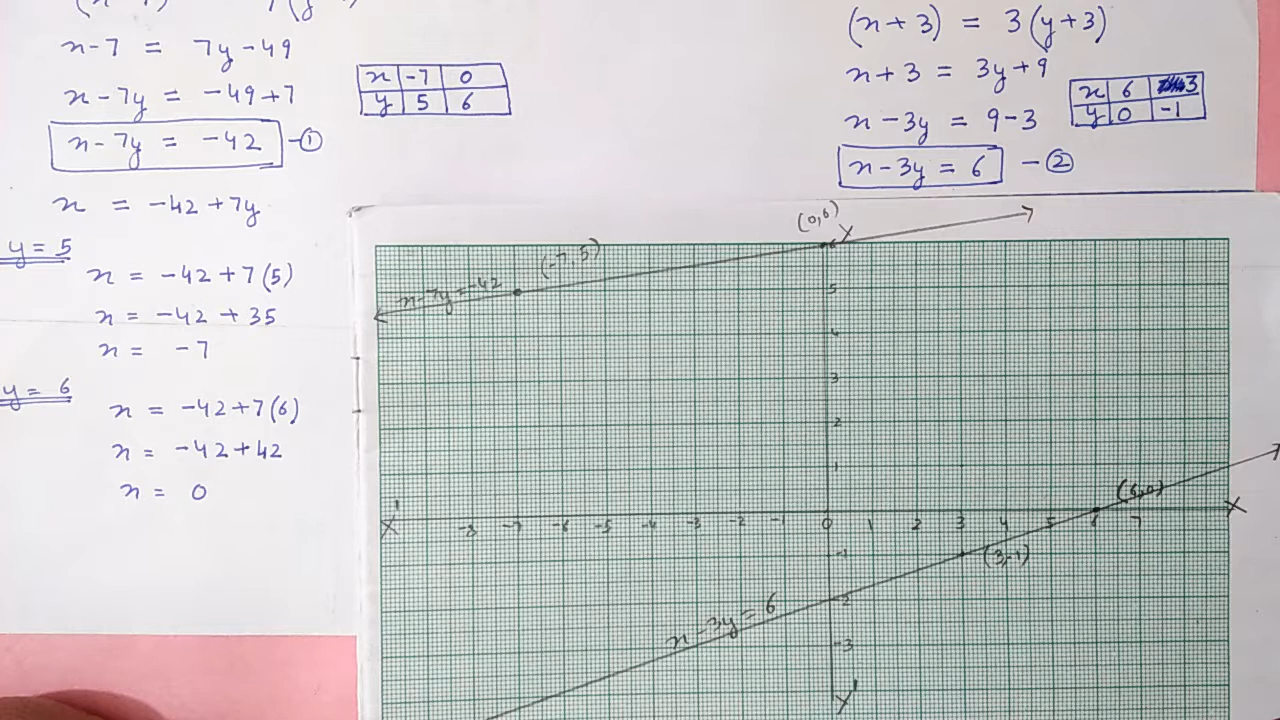 x-7 = 7y-49
x-7y = -49+7
x-7y = -42 -①
x = -42+7y
y = 5
x = -42+7(5)
x = -42+35
x = -7
y = 6
x = -42+7(6)
x = -42+42
x = 0
x -7 0
y 5 6
(x+3) = 3(y+3)
x+3 = 3y+9
x-3y = 9-3
x-3y = 6 -②
x 6 3
y 0 -1
(0,6)
Y
6
(-7,5)
x-7y=-42
5
4
3
2
1
(6,0)
X' -8 -7 -6 -5 -4 -3 -2 -1 0 1 2 3 4 5 6 7 X
-1
(3,-1)
-2
x-3y=6
-3
Y'